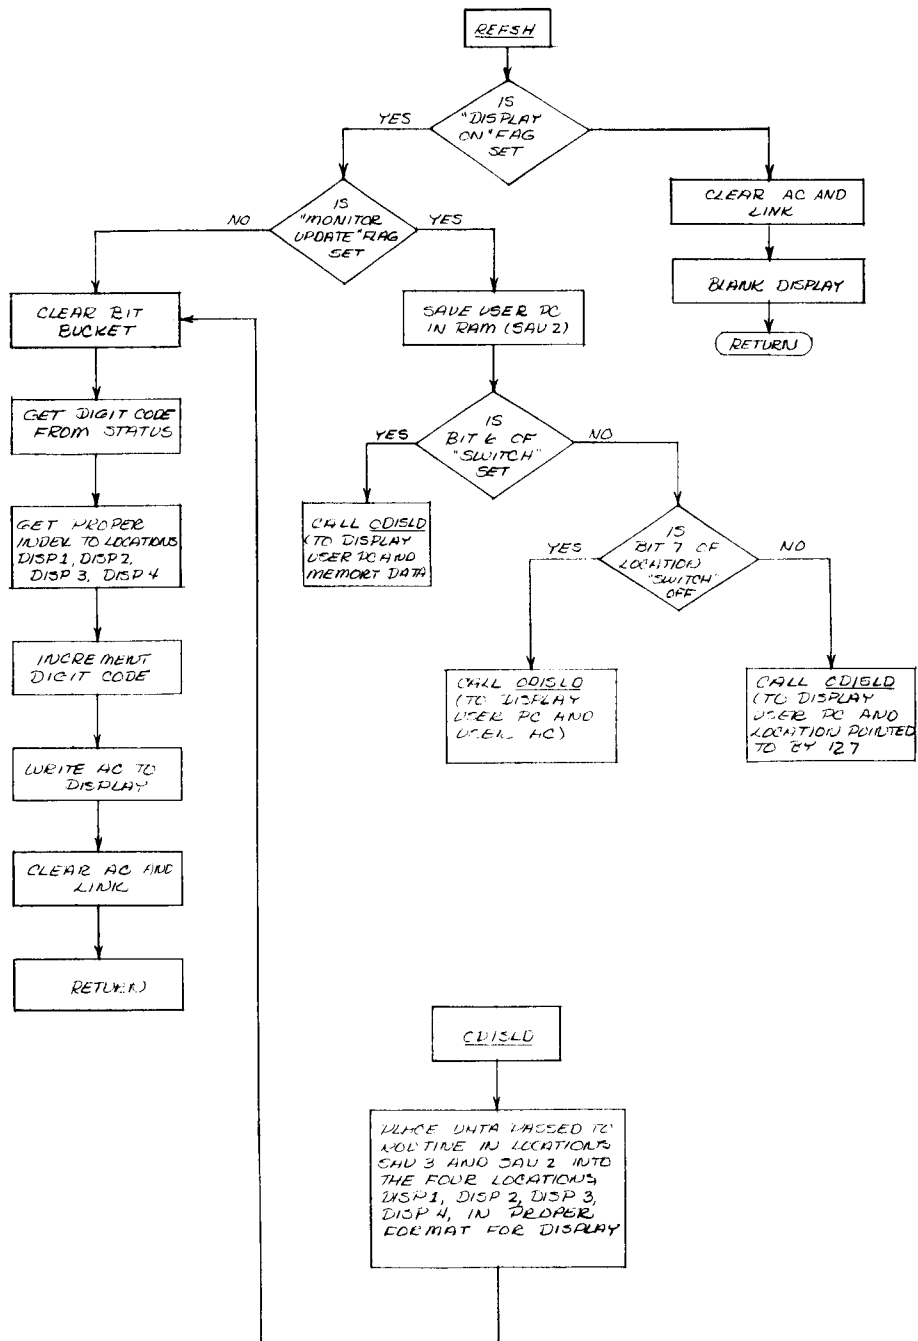 REFSH
IS
"DISPLAY
ON" FAG
SET
YES
CLEAR AC AND
LINK
BLANK DISPLAY
RETURN
IS
"MONITOR
UPDATE" FLAG
SET
NO
YES
CLEAR BIT
BUCKET
GET DIGIT CODE
FROM STATUS
GET PROPER
INDEX TO LOCATIONS
DISP 1, DISP 2,
DISP 3, DISP 4
INCREMENT
DIGIT CODE
WRITE AC TO
DISPLAY
CLEAR AC AND
LINK
RETURN
SAVE USER PC
IN RAM (SAV 2)
IS
BIT 6 OF
"SWITCH"
SET
YES
NO
CALL CDISLD
(TO DISPLAY
USER PC AND
MEMORY DATA
IS
BIT 7 OF
LOCATION
"SWITCH"
OFF
YES
NO
CALL CDISLD
(TO DISPLAY
USER PC AND
USER AC)
CALL CDISLD
(TO DISPLAY
USER PC AND
LOCATION POINTED
TO BY 127
CDISLD
PLACE DATA PASSED TO
ROUTINE IN LOCATIONS
SAV 3 AND SAV 2 INTO
THE FOUR LOCATIONS,
DISP 1, DISP 2, DISP 3,
DISP 4, IN PROPER
FORMAT FOR DISPLAY